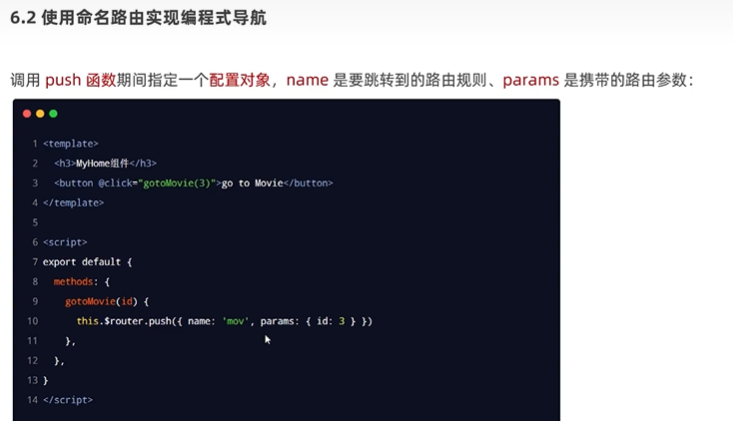 6.2 使用命名路由实现编程式导航
调用 push 函数期间指定一个配置对象，name 是要跳转到的路由规则、params 是携带的路由参数：
1 <template>
2 <h3>MyHome组件</h3>
3 <button @click="gotoMovie(3)">go to Movie</button>
4 </template>
5
6 <script>
7 export default {
8 methods: {
9 gotoMovie(id) {
10 this.$router.push({ name: 'mov', params: { id: 3 } })
11 },
12 },
13 }
14 </script>